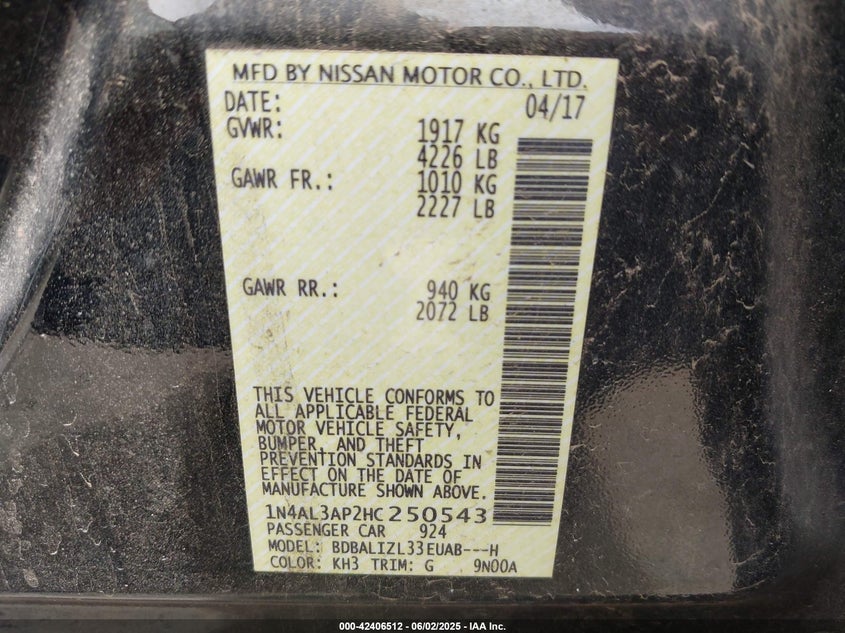 MFD BY NISSAN MOTOR CO., LTD.
DATE: 04/17
GVWR: 1917 KG
4226 LB
GAWR FR.: 1010 KG
2227 LB
GAWR RR.: 940 KG
2072 LB
THIS VEHICLE CONFORMS TO
ALL APPLICABLE FEDERAL
MOTOR VEHICLE SAFETY,
BUMPER, AND THEFT
PREVENTION STANDARDS IN
EFFECT ON THE DATE OF
MANUFACTURE SHOWN ABOVE.
1N4AL3AP2HC250543
PASSENGER CAR 924
MODEL: BDBALIZL33EUAB---H
COLOR: KH3 TRIM: G 9N00A
000-42406512 - 06/02/2025 - IAA Inc.